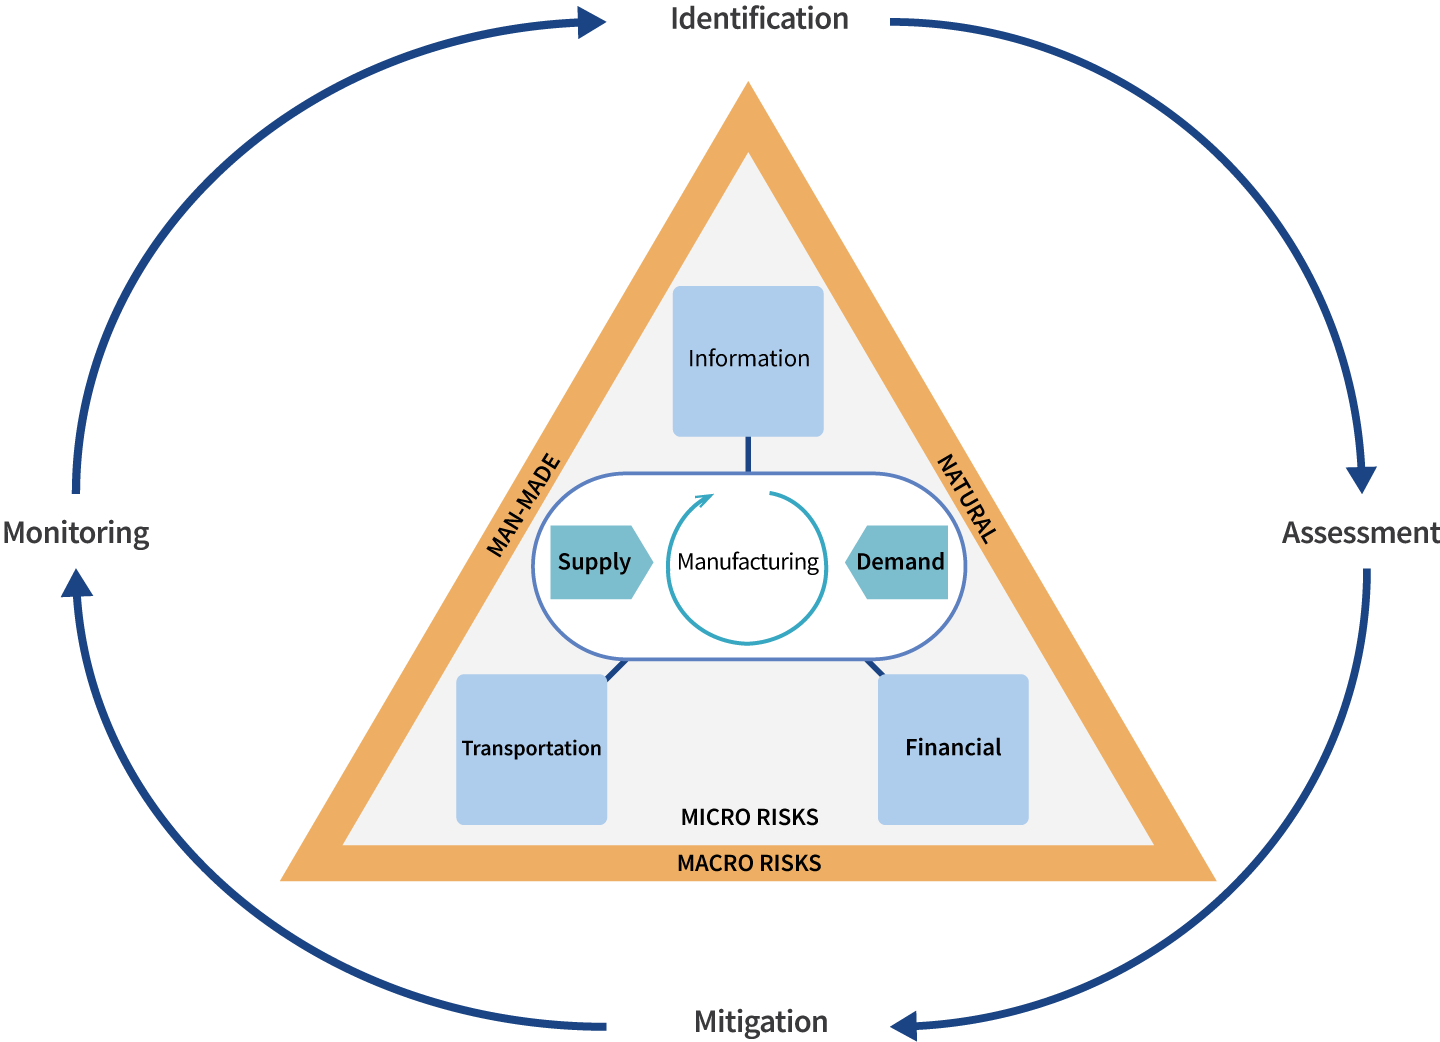 Identification
Information
MAN-MADE
NATURAL
Monitoring
Assessment
Supply
Manufacturing
Demand
Transportation
Financial
MICRO RISKS
MACRO RISKS
Mitigation